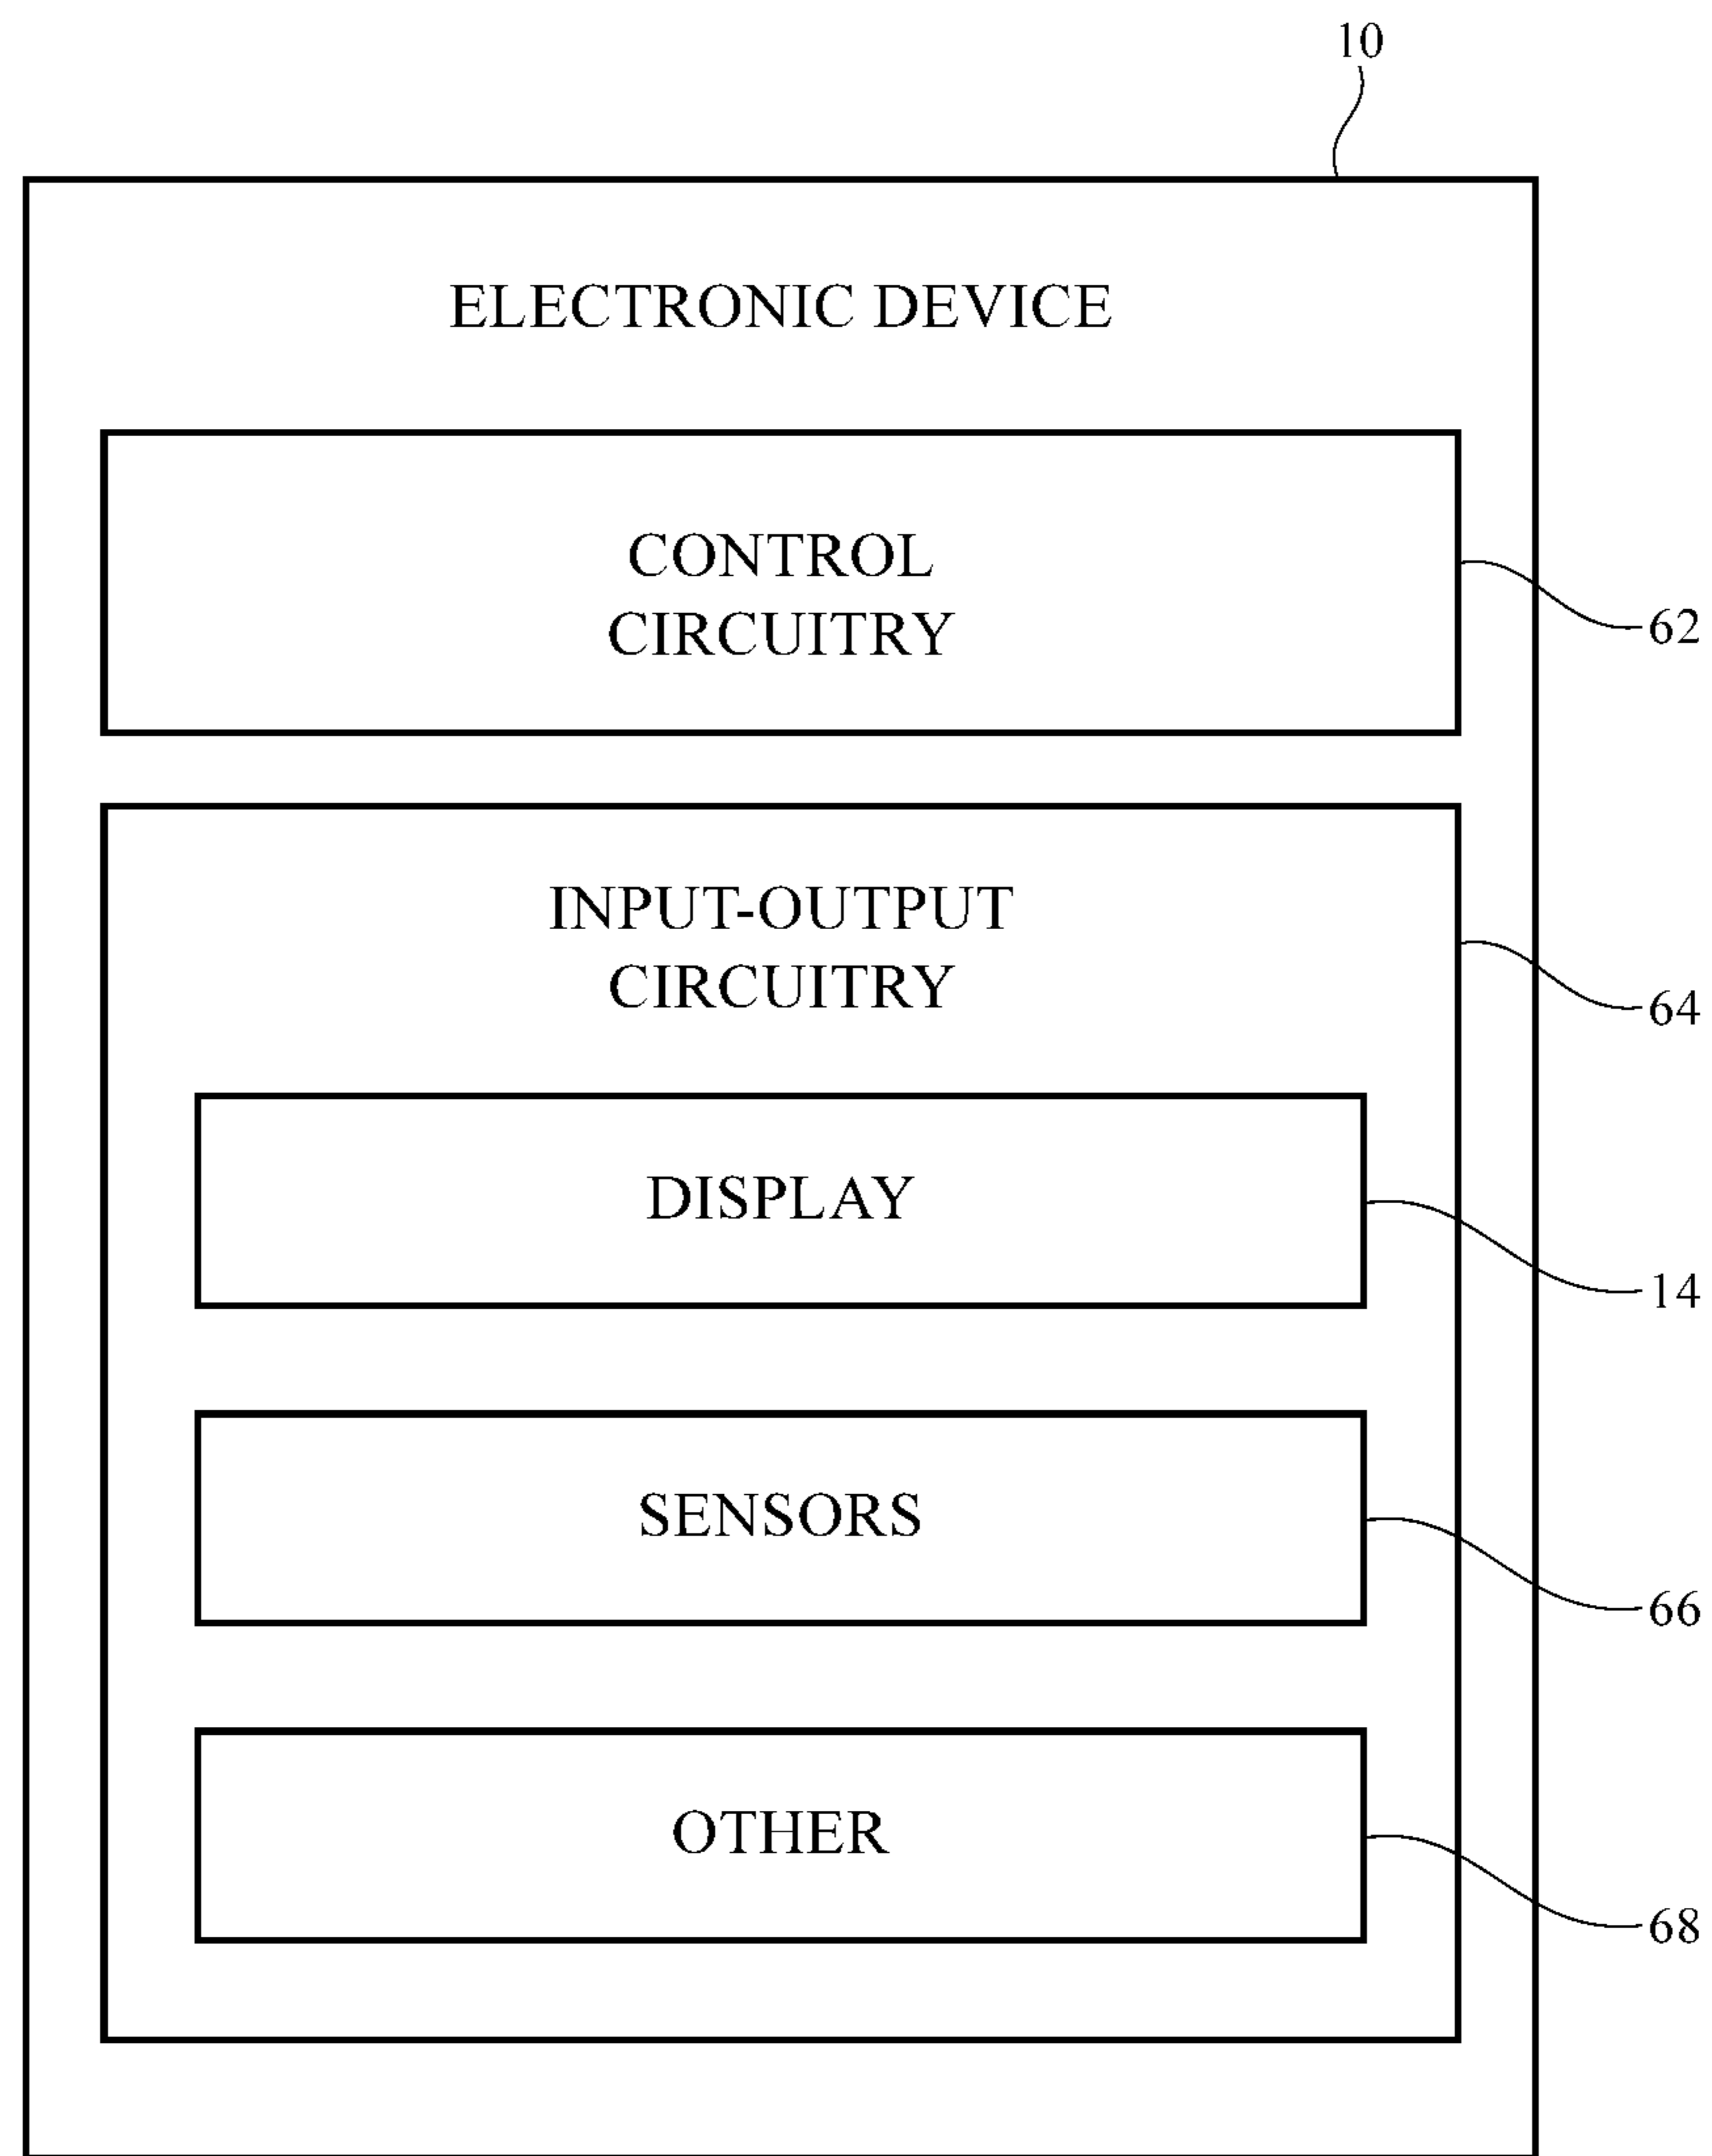 10
ELECTRONIC DEVICE
CONTROL
CIRCUITRY
62
INPUT-OUTPUT
CIRCUITRY
64
DISPLAY
14
SENSORS
66
OTHER
68